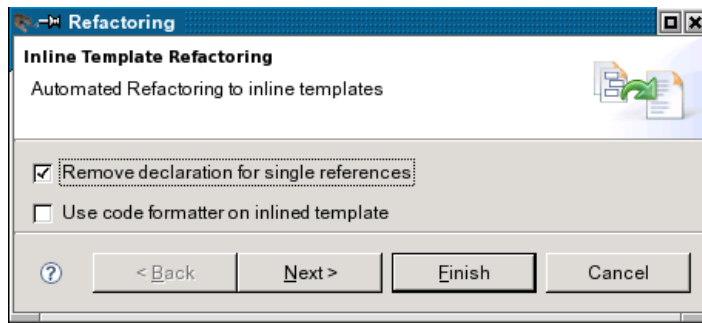 Refactoring
Inline Template Refactoring
Automated Refactoring to inline templates
Remove declaration for single references
Use code formatter on inlined template
?
< Back
Next >
Finish
Cancel